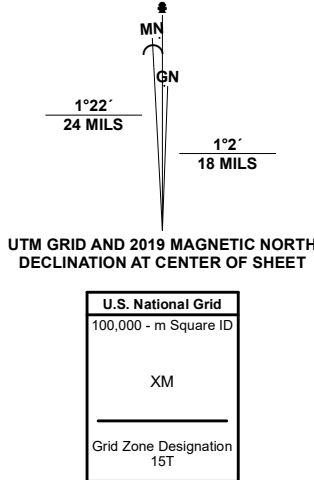 MN
GN
1°22´
24 MILS
1°2´
18 MILS
UTM GRID AND 2019 MAGNETIC NORTH
DECLINATION AT CENTER OF SHEET
U.S. National Grid
100,000 - m Square ID
XM
Grid Zone Designation
15T